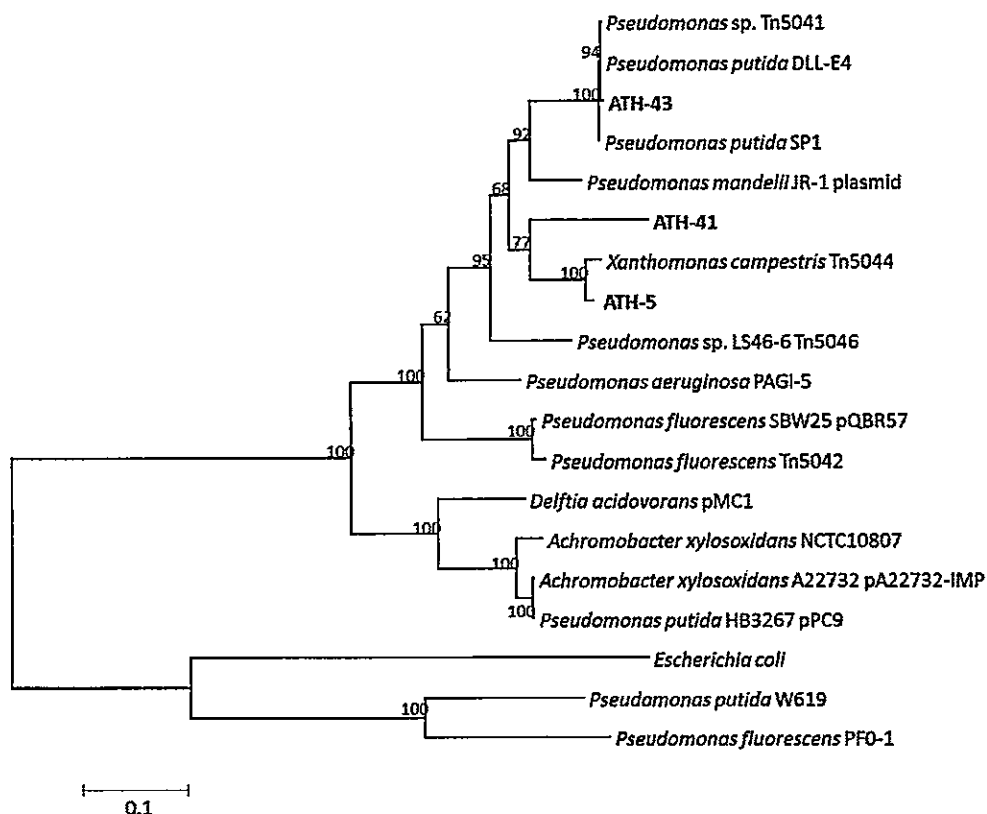 Pseudomonas sp. Tn5041
94
Pseudomonas putida DLL-E4
100
ATH-43
92
Pseudomonas putida SP1
68
Pseudomonas mandelii JR-1 plasmid
ATH-41
77
95
Xanthomonas campestris Tn5044
100
ATH-5
62
Pseudomonas sp. LS46-6 Tn5046
100
Pseudomonas aeruginosa PAGI-5
Pseudomonas fluorescens SBW25 pQBR57
100
100
Pseudomonas fluorescens Tn5042
Delftia acidovorans pMC1
100
Achromobacter xylosoxidans NCTC10807
100
Achromobacter xylosoxidans A22732 pA22732-IMP
100
Pseudomonas putida HB3267 pPC9
Escherichia coli
Pseudomonas putida W619
100
Pseudomonas fluorescens PF0-1
0.1